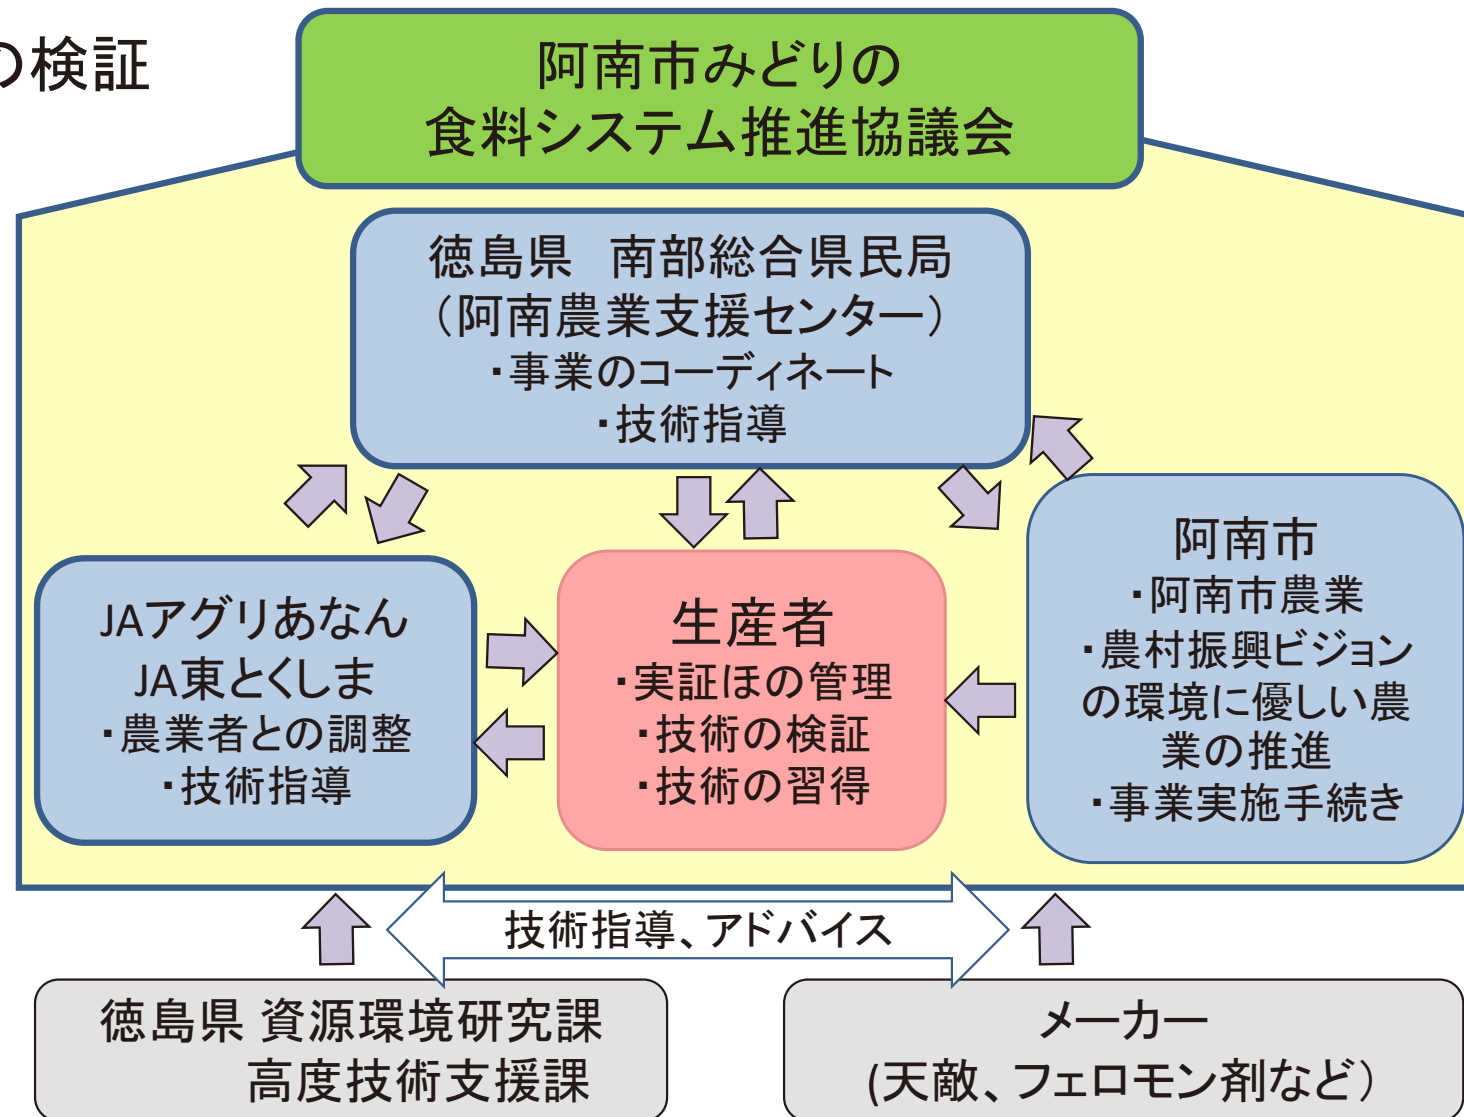 の検証
阿南市みどりの
食料システム推進協議会
徳島県　南部総合県民局
（阿南農業支援センター）
・事業のコーディネート
・技術指導
JAアグリあなん
JA東とくしま
・農業者との調整
・技術指導
生産者
・実証ほの管理
・技術の検証
・技術の習得
阿南市
・阿南市農業
・農村振興ビジョン
の環境に優しい農
業の推進
・事業実施手続き
技術指導、アドバイス
徳島県 資源環境研究課
高度技術支援課
メーカー
(天敵、フェロモン剤など）